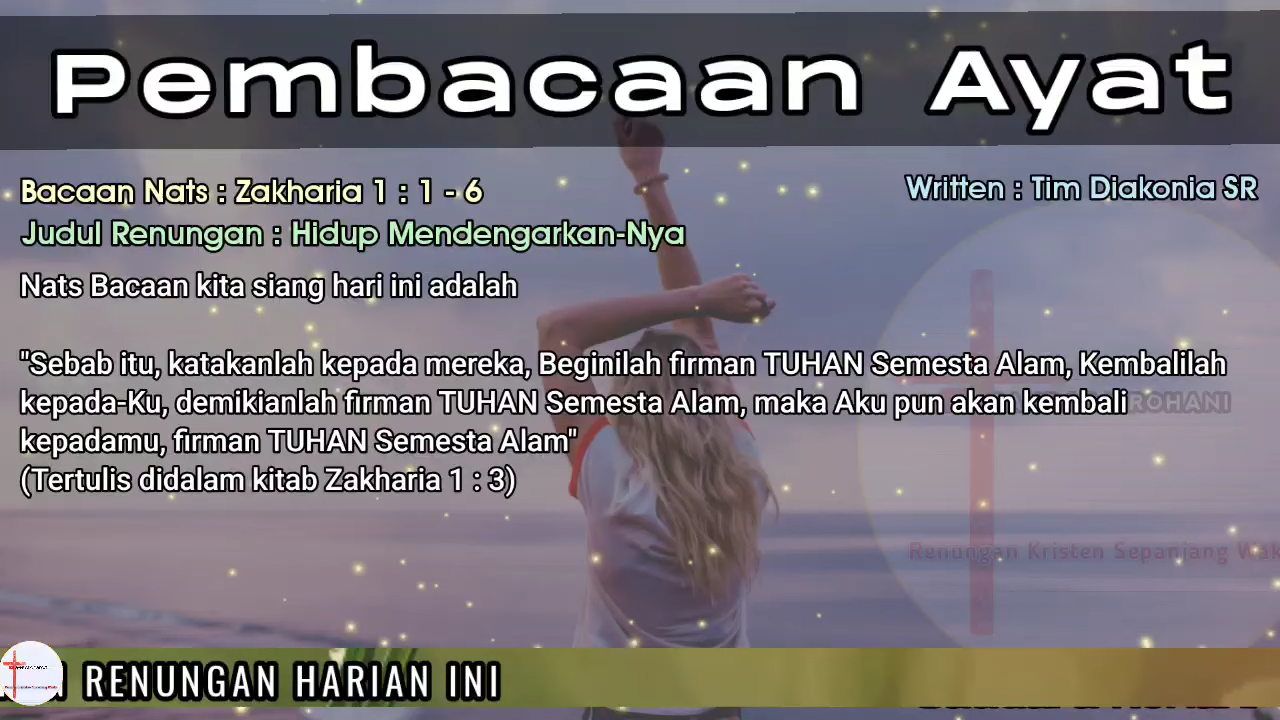 Pembacaan Ayat
Bacaan Nats : Zakharia 1 : 1 - 6
Written : Tim Diakonia SR
Judul Renungan : Hidup Mendengarkan-Nya
Nats Bacaan kita siang hari ini adalah
"Sebab itu, katakanlah kepada mereka, Beginilah firman TUHAN Semesta Alam, Kembalilah
kepada-Ku, demikianlah firman TUHAN Semesta Alam, maka Aku pun akan kembali
kepadamu, firman TUHAN Semesta Alam"
(Tertulis didalam kitab Zakharia 1 : 3)
ROHANI
Renungan Kristen Sepanjang
RENUNGAN HARIAN INI